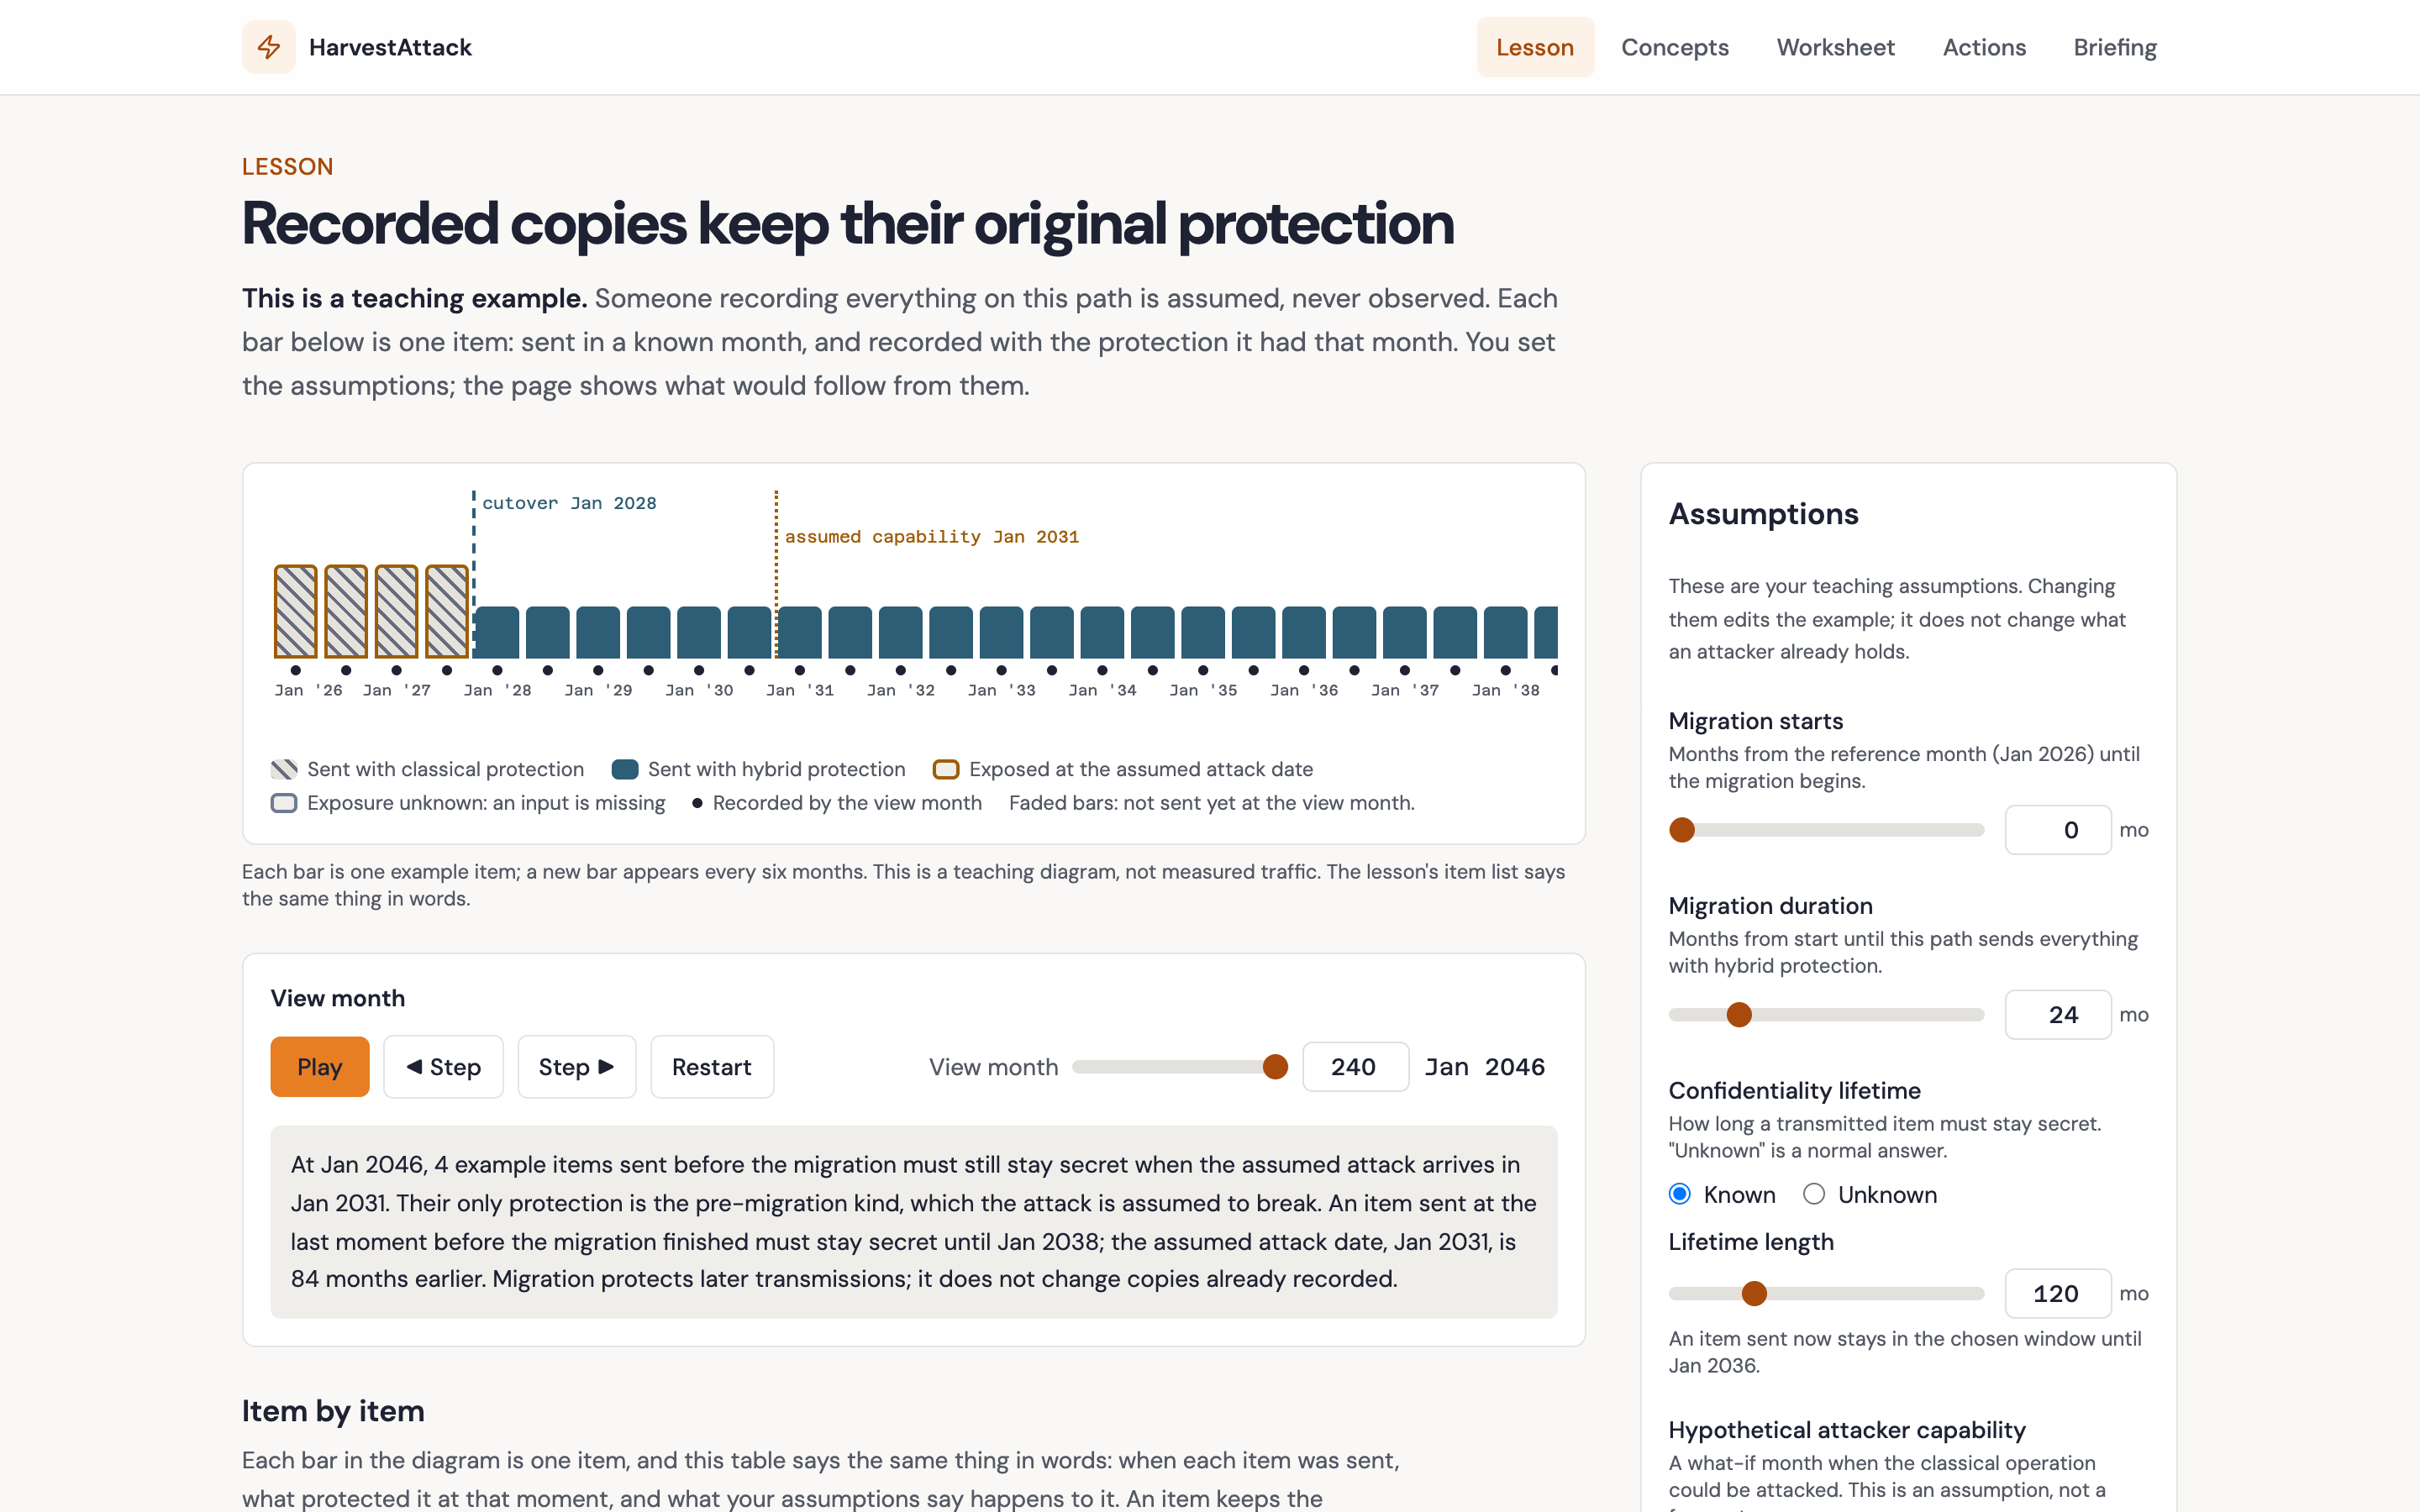 HarvestAttack
Lesson
Concepts
Worksheet
Actions
Briefing
LESSON
Recorded copies keep their original protection
This is a teaching example. Someone recording everything on this path is assumed, never observed. Each
bar below is one item: sent in a known month, and recorded with the protection it had that month. You set
the assumptions; the page shows what would follow from them.
cutover Jan 2028
assumed capability Jan 2031
Jan '26 Jan '27 Jan '28 Jan '29 Jan '30 Jan '31 Jan '32 Jan '33 Jan '34 Jan '35 Jan '36 Jan '37 Jan '38
Sent with classical protection Sent with hybrid protection Exposed at the assumed attack date
Exposure unknown: an input is missing Recorded by the view month Faded bars: not sent yet at the view month.
Each bar is one example item; a new bar appears every six months. This is a teaching diagram, not measured traffic. The lesson's item list says
the same thing in words.
View month
Play ◀ Step Step ▶ Restart View month 240 Jan 2046
At Jan 2046, 4 example items sent before the migration must still stay secret when the assumed attack arrives in
Jan 2031. Their only protection is the pre-migration kind, which the attack is assumed to break. An item sent at the
last moment before the migration finished must stay secret until Jan 2038; the assumed attack date, Jan 2031, is
84 months earlier. Migration protects later transmissions; it does not change copies already recorded.
Item by item
Each bar in the diagram is one item, and this table says the same thing in words: when each item was sent,
what protected it at that moment, and what your assumptions say happens to it. An item keeps the
Assumptions
These are your teaching assumptions. Changing
them edits the example; it does not change what
an attacker already holds.
Migration starts
Months from the reference month (Jan 2026) until
the migration begins.
0 mo
Migration duration
Months from start until this path sends everything
with hybrid protection.
24 mo
Confidentiality lifetime
How long a transmitted item must stay secret.
"Unknown" is a normal answer.
Known Unknown
Lifetime length
120 mo
An item sent now stays in the chosen window until
Jan 2036.
Hypothetical attacker capability
A what-if month when the classical operation
could be attacked. This is an assumption, not a